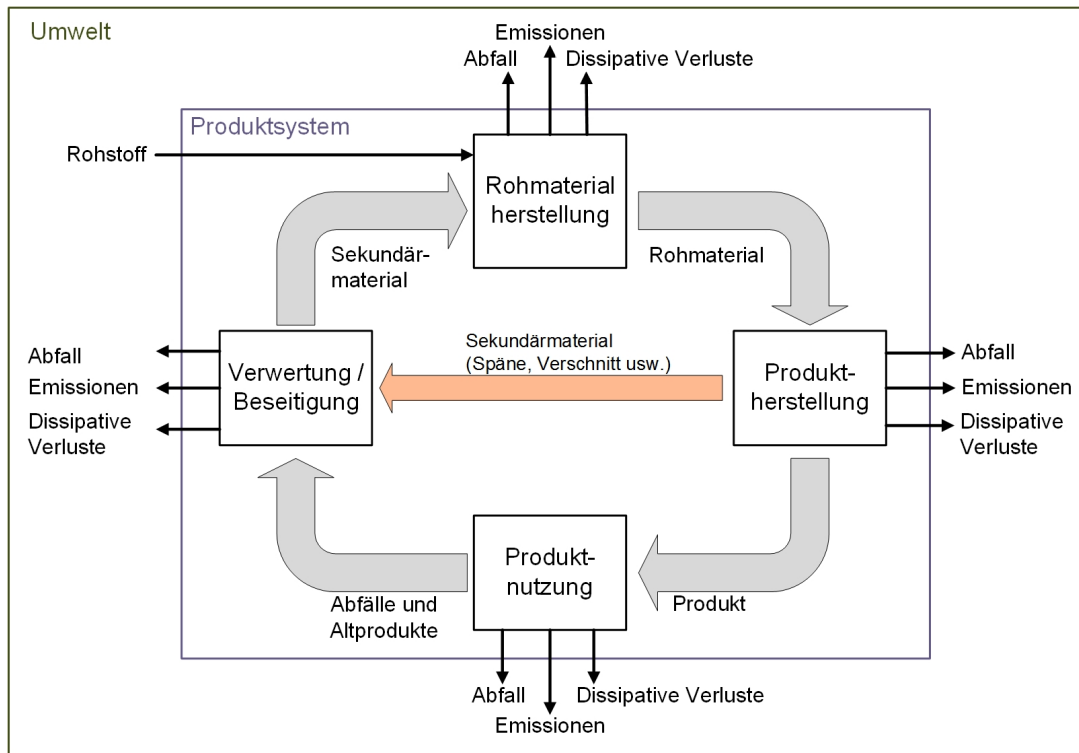 Umwelt
Emissionen
Abfall
Dissipative Verluste
Produktsystem
Rohstoff
Rohmaterial
herstellung
Sekundär-
material
Rohmaterial
Sekundärmaterial
(Späne, Verschnitt usw.)
Abfall
Emissionen
Dissipative
Verluste
Verwertung /
Beseitigung
Produkt-
herstellung
Abfall
Emissionen
Dissipative
Verluste
Produkt-
nutzung
Abfälle und
Altprodukte
Produkt
Abfall
Dissipative Verluste
Emissionen